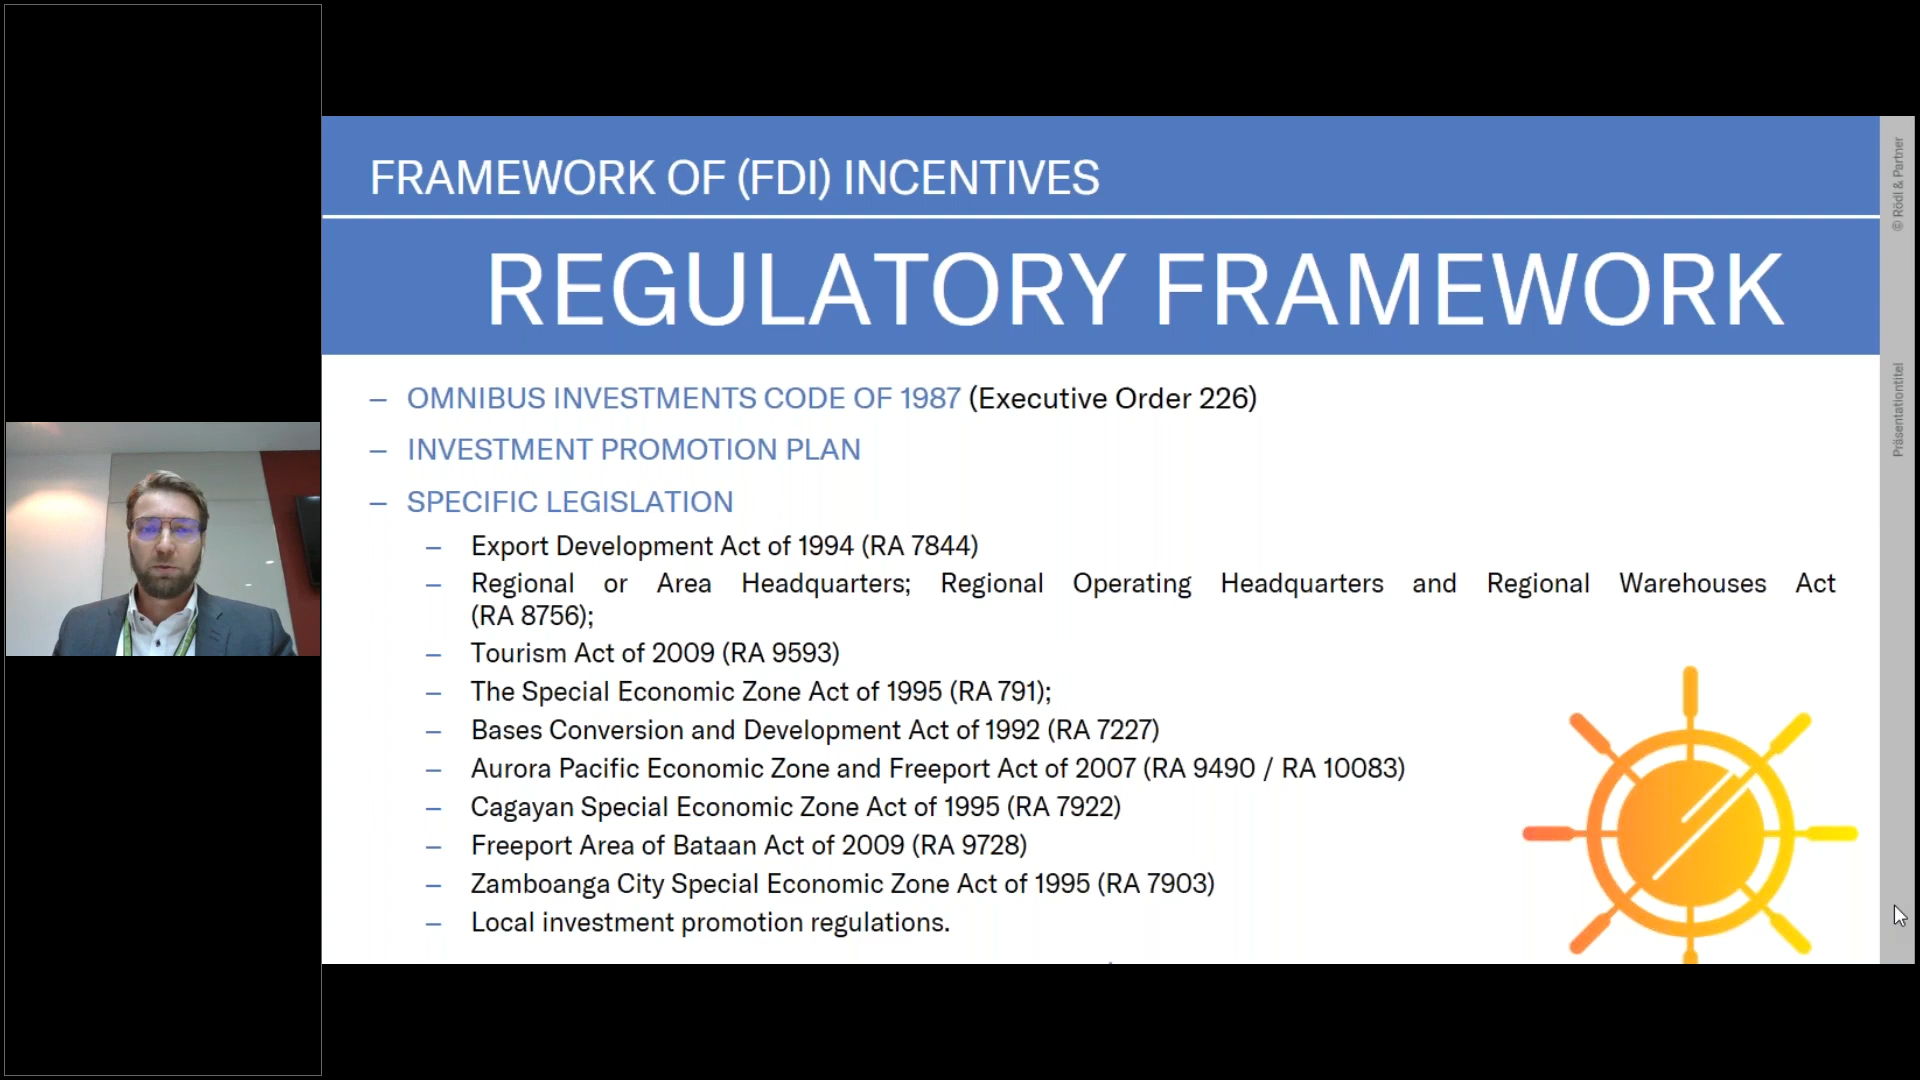 FRAMEWORK OF (FDI) INCENTIVES
REGULATORY FRAMEWORK
– OMNIBUS INVESTMENTS CODE OF 1987 (Executive Order 226)
– INVESTMENT PROMOTION PLAN
– SPECIFIC LEGISLATION
– Export Development Act of 1994 (RA 7844)
– Regional or Area Headquarters; Regional Operating Headquarters and Regional Warehouses Act
(RA 8756);
– Tourism Act of 2009 (RA 9593)
– The Special Economic Zone Act of 1995 (RA 791);
– Bases Conversion and Development Act of 1992 (RA 7227)
– Aurora Pacific Economic Zone and Freeport Act of 2007 (RA 9490 / RA 10083)
– Cagayan Special Economic Zone Act of 1995 (RA 7922)
– Freeport Area of Bataan Act of 2009 (RA 9728)
– Zamboanga City Special Economic Zone Act of 1995 (RA 7903)
– Local investment promotion regulations.
© Rödl & Partner
Präsentationtitel